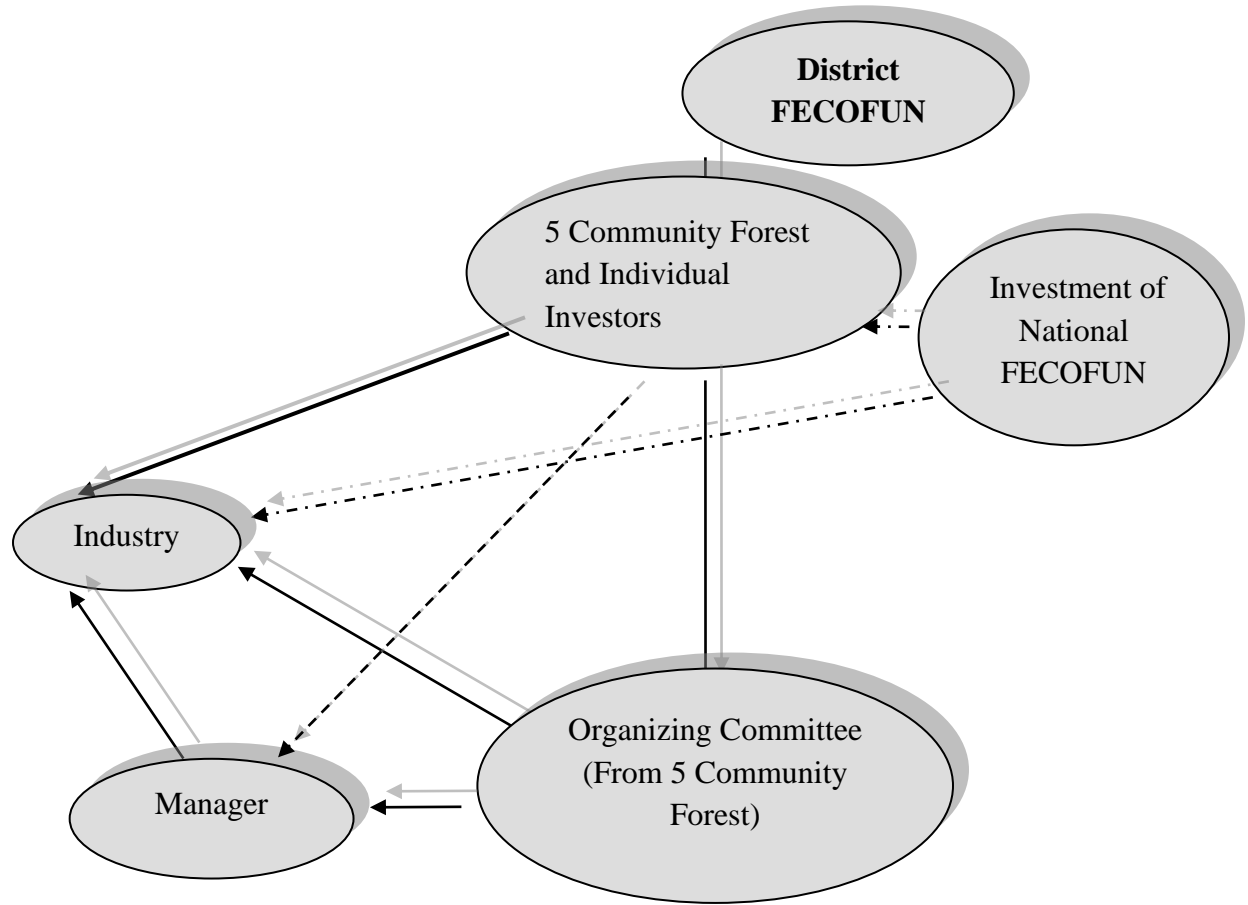 District
FECOFUN
5 Community Forest
and Individual
Investors
Investment of
National
FECOFUN
Industry
Organizing Committee
(From 5 Community
Forest)
Manager